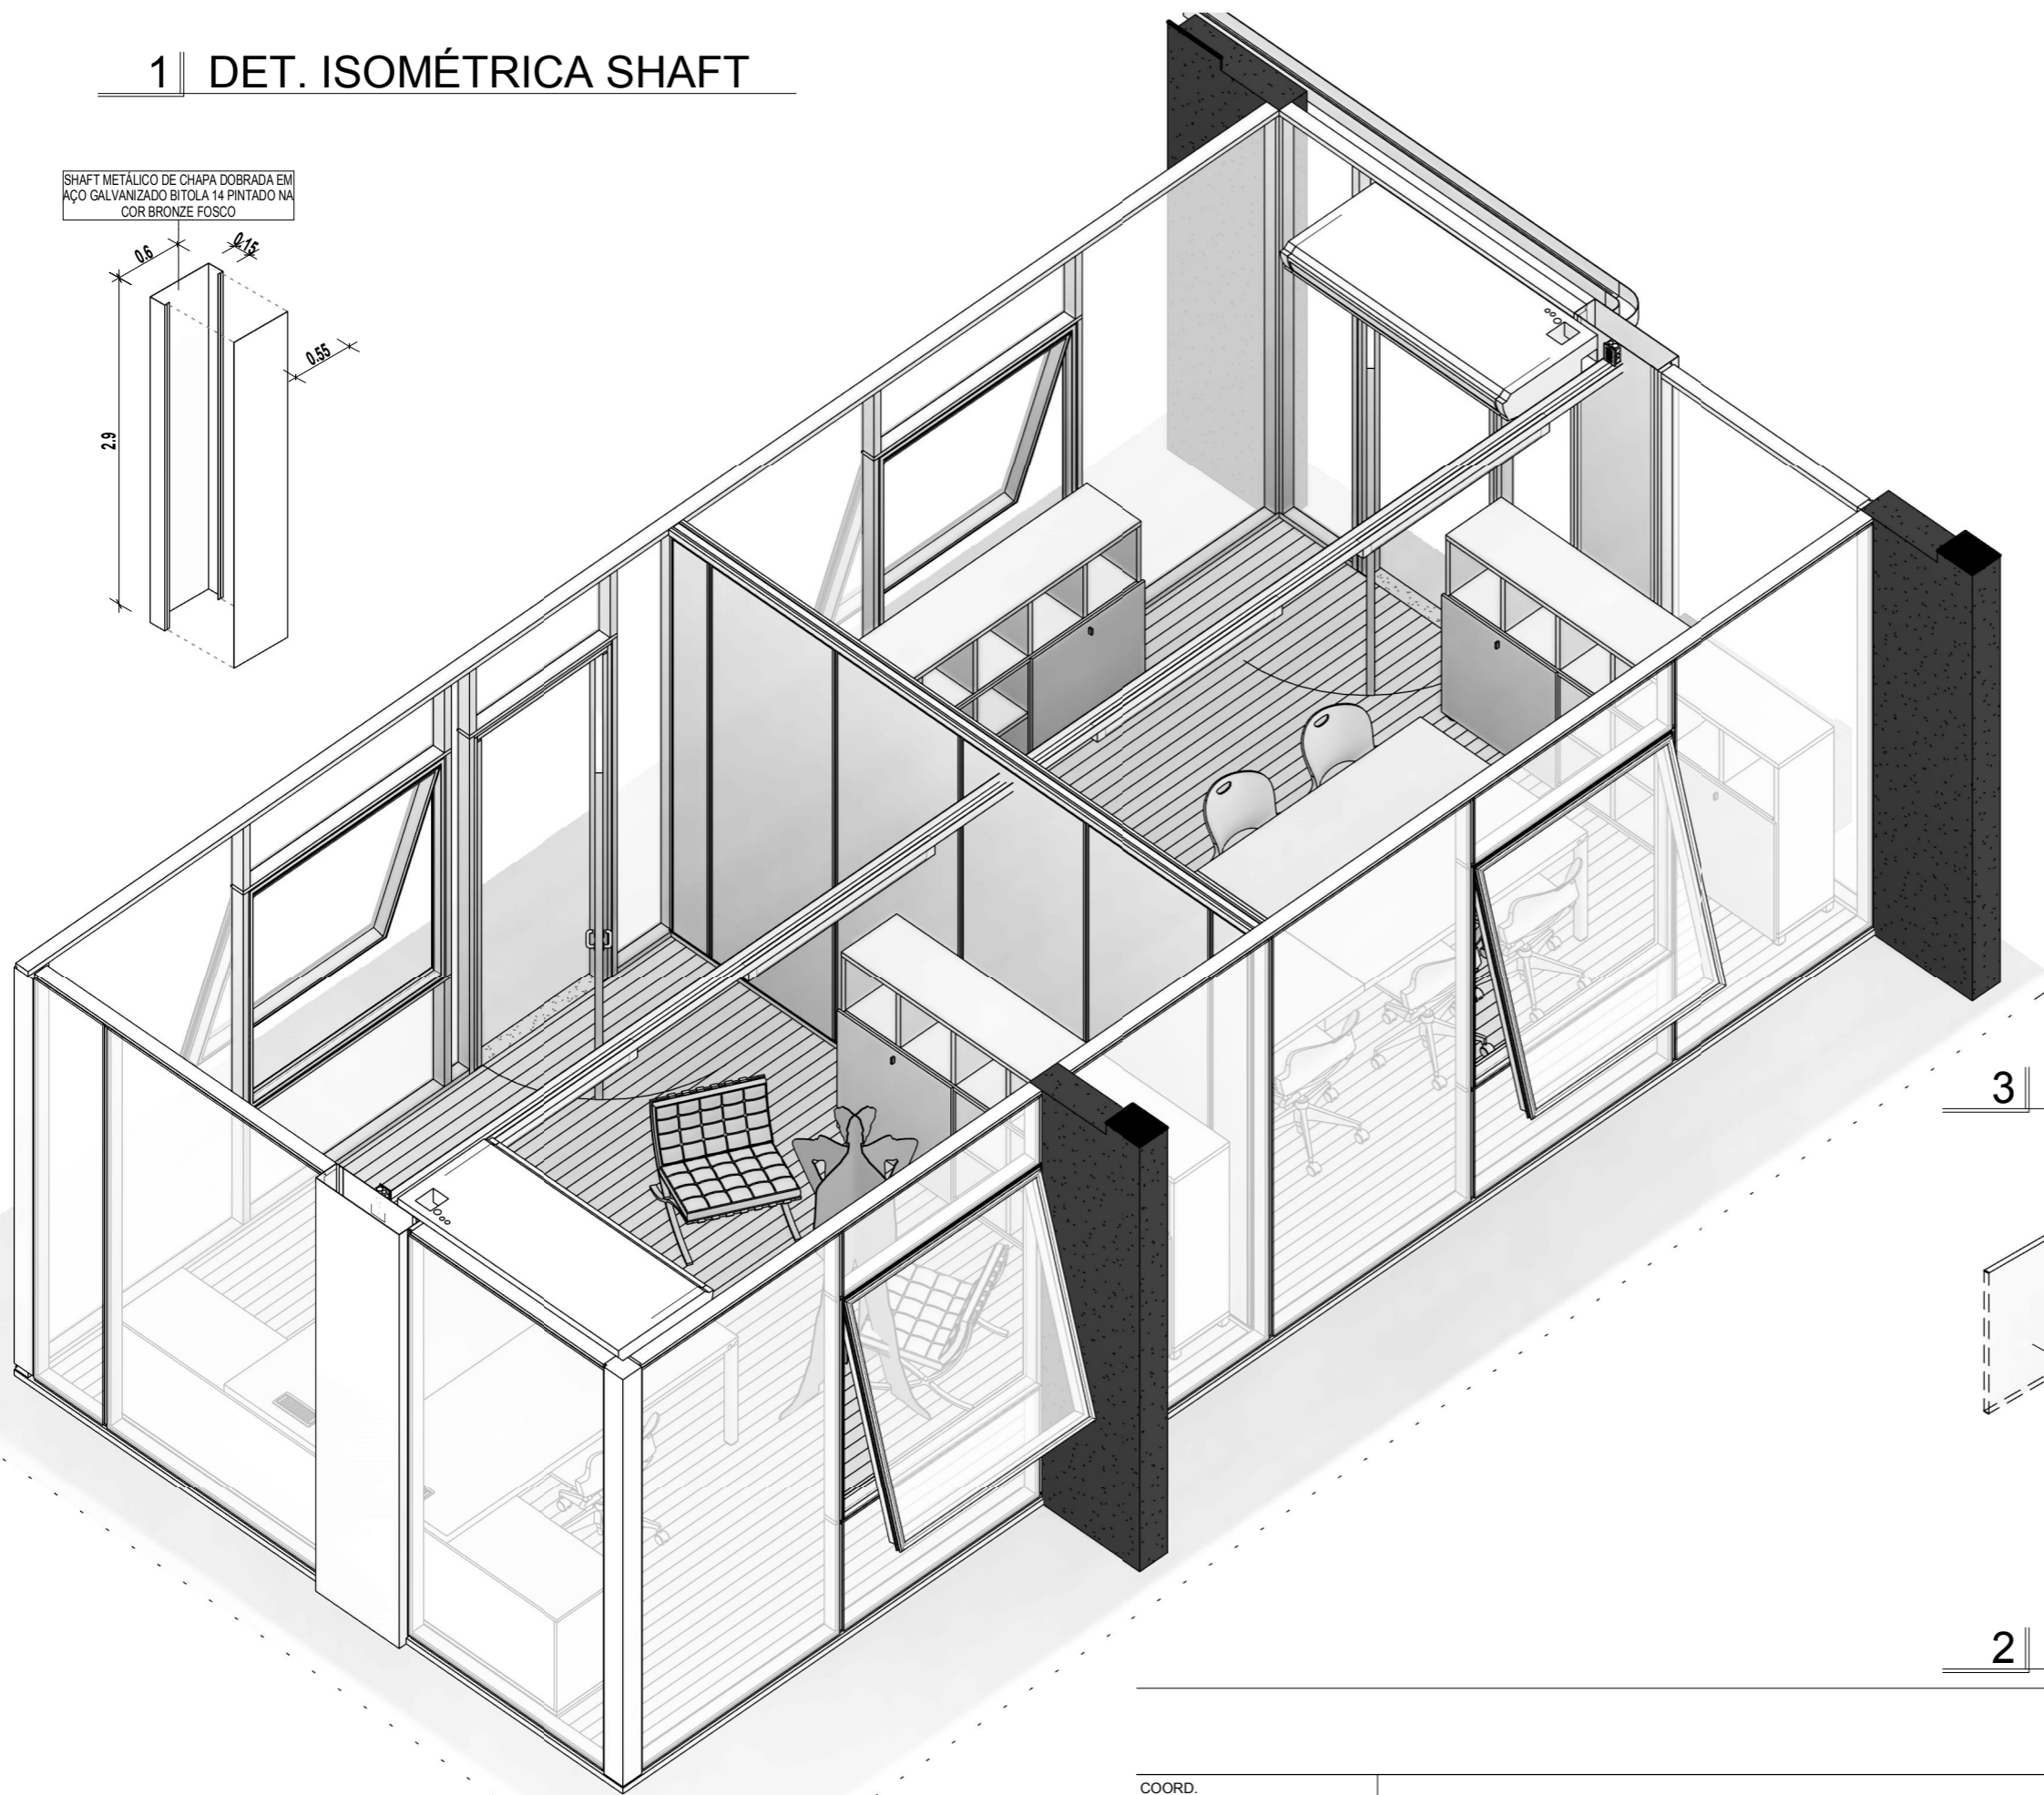 1 DET. ISOMÉTRICA SHAFT
SHAFT METÁLICO DE CHAPA DOBRADA EM
AÇO GALVANIZADO BITOLA 14 PINTADO NA
COR BRONZE FOSCO
0.6
0.15
0.55
2.9
3
2
COORD.